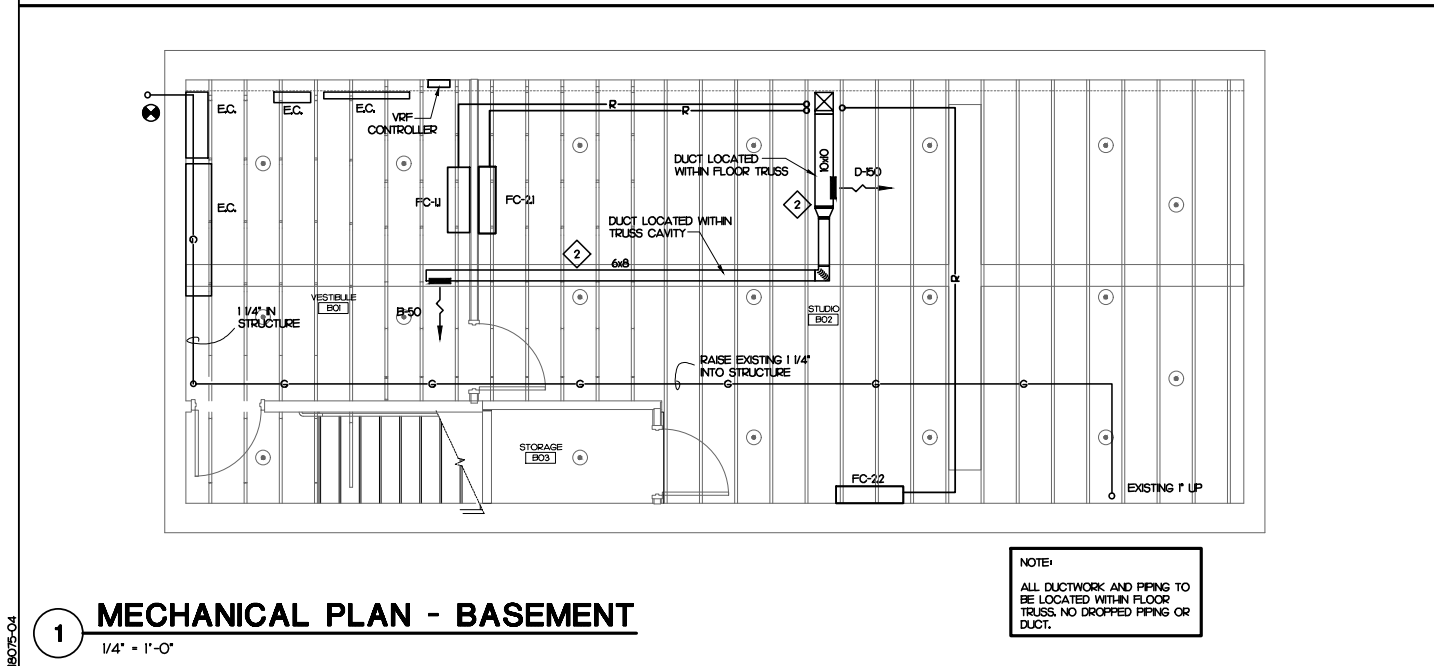 E.C.
E.C.
E.C.
VRF
CONTROLLER
R
R
DUCT LOCATED
WITHIN FLOOR TRUSS
10x10
D-150
E.C.
FC-1.1
FC-2.1
2
DUCT LOCATED WITHIN
TRUSS CAVITY
G
2
6x8
R
VESTIBULE
B01
1 1/4" IN
STRUCTURE
B-50
STUDIO
B02
RAISE EXISTING 1 1/4"
INTO STRUCTURE
G
G
G
G
G
G
STORAGE
B03
FC-2.2
EXISTING 1" UP
NOTE:
ALL DUCTWORK AND PIPING TO
BE LOCATED WITHIN FLOOR
TRUSS. NO DROPPED PIPING OR
DUCT.
1
MECHANICAL PLAN - BASEMENT
1/4" = 1'-0"
18075-04